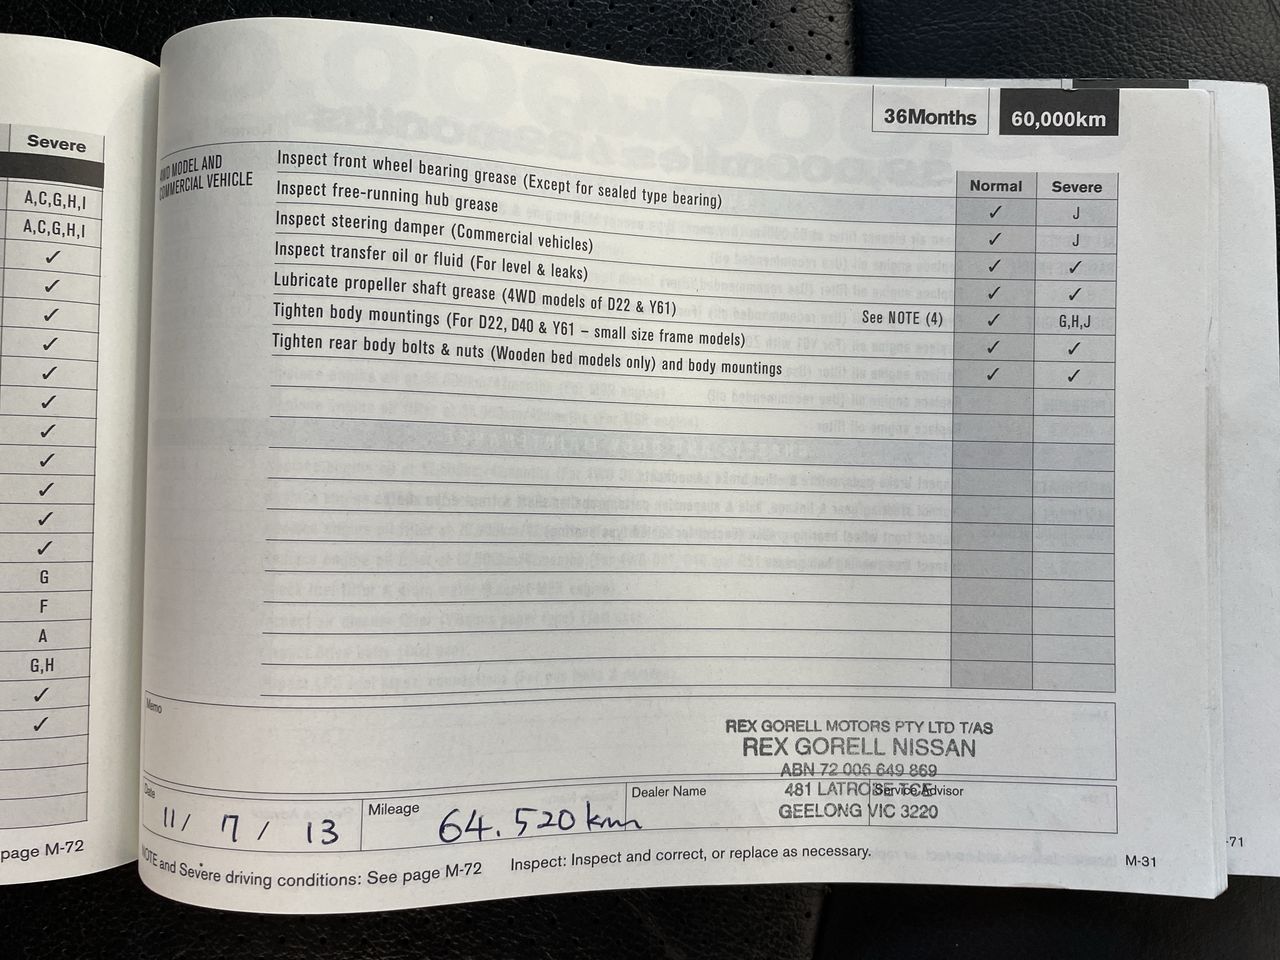 Severe
A,C,G,H,I
A,C,G,H,I
✓
✓
✓
✓
✓
✓
✓
✓
✓
✓
✓
G
F
A
G,H
✓
✓
page M-72
36Months 60,000km
4WD MODEL AND
COMMERCIAL VEHICLE
Normal Severe
Inspect front wheel bearing grease (Except for sealed type bearing) ✓ J
Inspect free-running hub grease ✓ J
Inspect steering damper (Commercial vehicles) ✓ ✓
Inspect transfer oil or fluid (For level & leaks) ✓ ✓
Lubricate propeller shaft grease (4WD models of D22 & Y61) See NOTE (4) ✓ G,H,J
Tighten body mountings (For D22, D40 & Y61 – small size frame models) ✓ ✓
Tighten rear body bolts & nuts (Wooden bed models only) and body mountings ✓ ✓
Memo
REX GORELL MOTORS PTY LTD T/AS
REX GORELL NISSAN
ABN 72 005 649 869
481 LATROBE TCE
GEELONG VIC 3220
Date 11/ 7 / 13
Mileage 64.520 km
Dealer Name
Service Advisor
NOTE and Severe driving conditions: See page M-72 Inspect: Inspect and correct, or replace as necessary.
M-31
-71